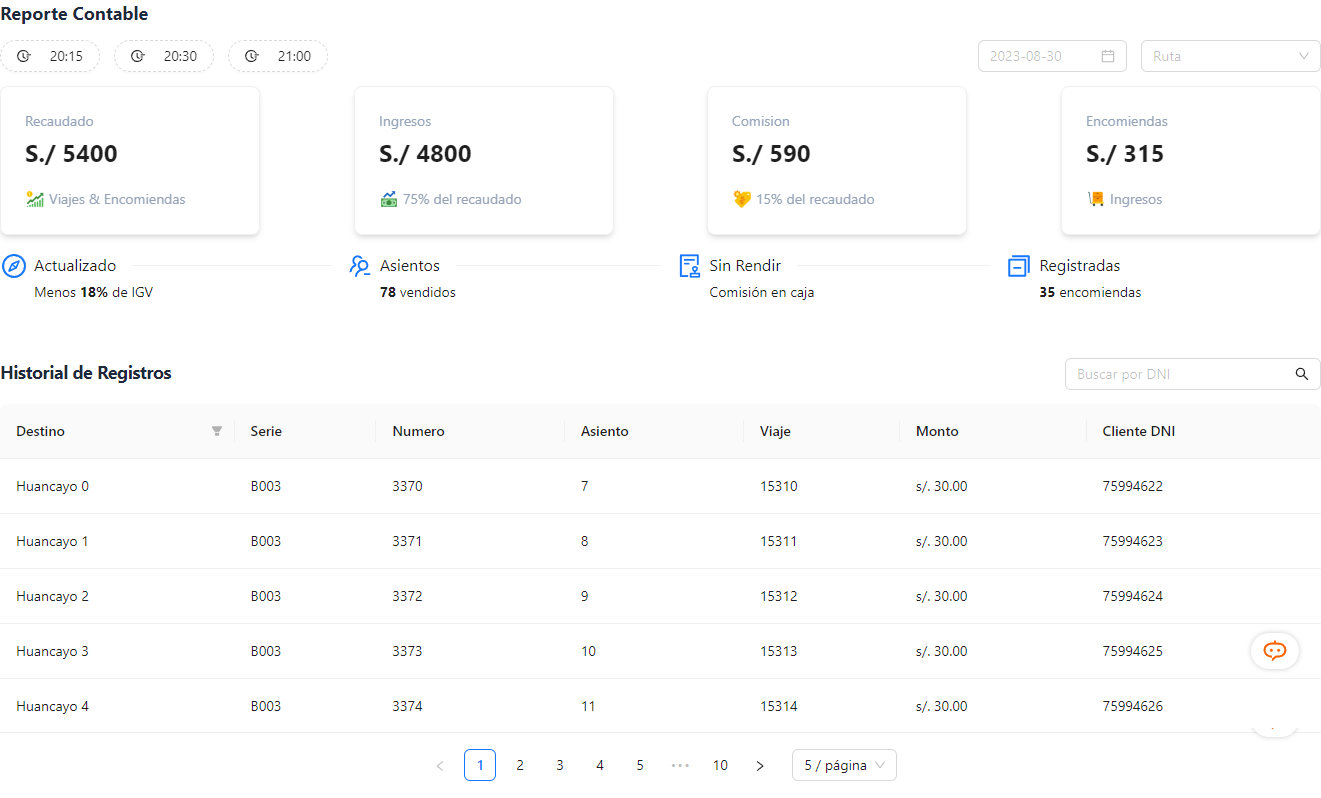 Reporte Contable
20:15 20:30 21:00 2023-08-30 Ruta
Recaudado Ingresos Comision Encomiendas
S./ 5400 S./ 4800 S./ 590 S./ 315
Viajes & Encomiendas 75% del recaudado 15% del recaudado Ingresos
Actualizado Asientos Sin Rendir Registradas
Menos 18% de IGV 78 vendidos Comisión en caja 35 encomiendas
Historial de Registros Buscar por DNI
Destino Serie Numero Asiento Viaje Monto Cliente DNI
Huancayo 0 B003 3370 7 15310 s/. 30.00 75994622
Huancayo 1 B003 3371 8 15311 s/. 30.00 75994623
Huancayo 2 B003 3372 9 15312 s/. 30.00 75994624
Huancayo 3 B003 3373 10 15313 s/. 30.00 75994625
Huancayo 4 B003 3374 11 15314 s/. 30.00 75994626
< 1 2 3 4 5 ••• 10 > 5 / página